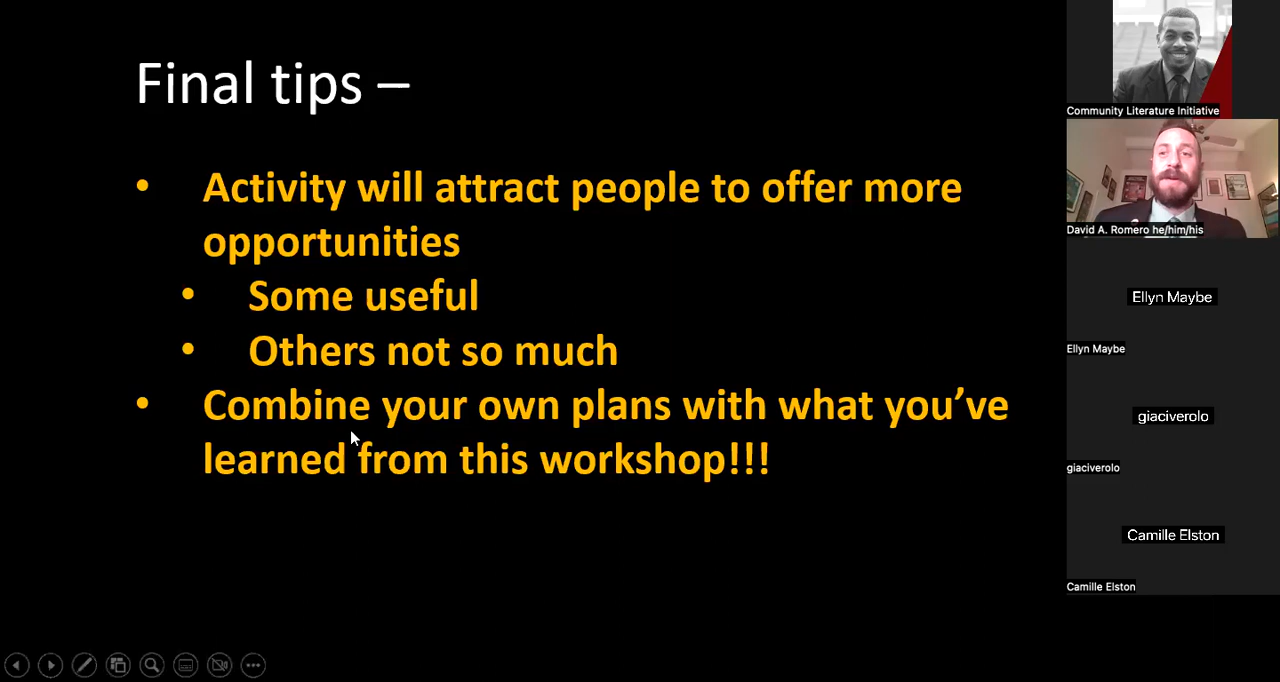 Final tips –
• Activity will attract people to offer more
opportunities
• Some useful
• Others not so much
• Combine your own plans with what you’ve
learned from this workshop!!!
Community Literature Initiative
David A. Romero he/him/his
Ellyn Maybe
Ellyn Maybe
giaciverolo
giaciverolo
Camille Elston
Camille Elston